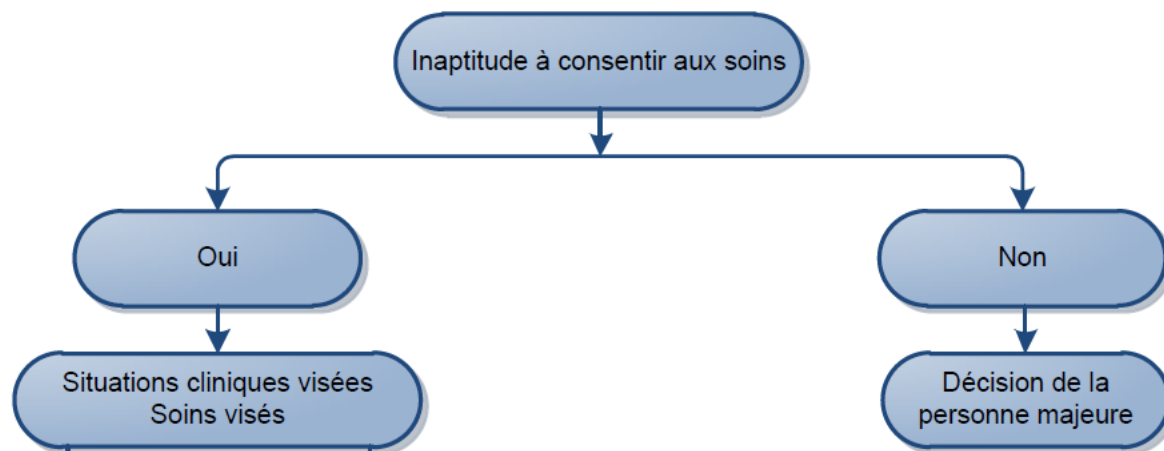 Inaptitude à consentir aux soins
Oui
Non
Situations cliniques visées
Soins visés
Décision de la
personne majeure